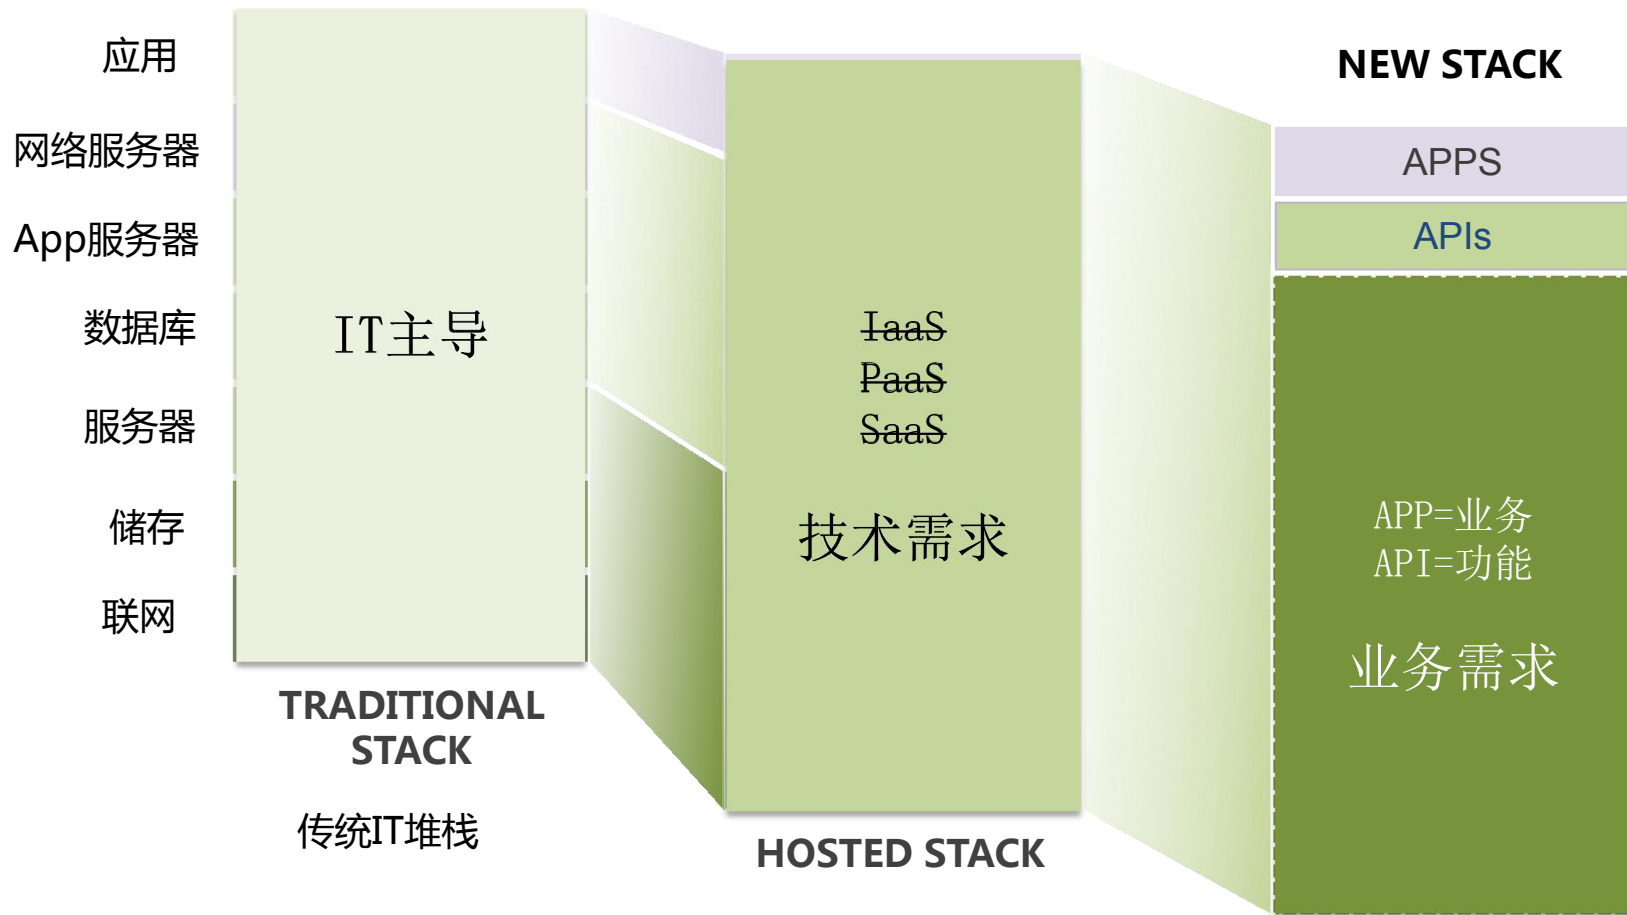 应用
网络服务器
App服务器
数据库
服务器
储存
联网
IT主导
TRADITIONAL
STACK
传统IT堆栈
IaaS
PaaS
SaaS
技术需求
HOSTED STACK
NEW STACK
APPS
APIs
APP=业务
API=功能
业务需求